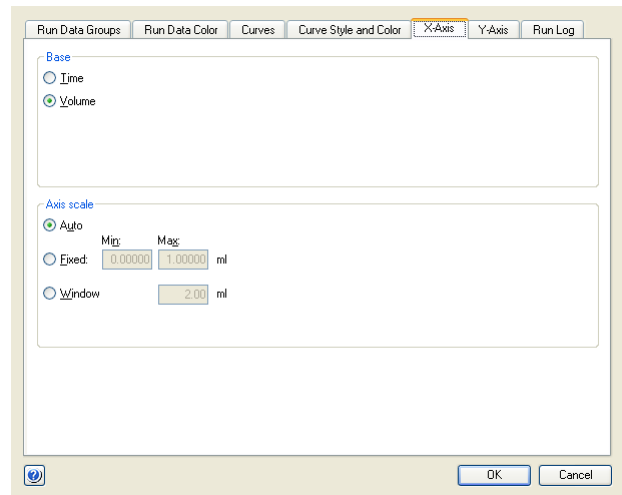 Run Data Groups Run Data Color Curves Curve Style and Color X-Axis Y-Axis Run Log
Base
Time
Volume
Axis scale
Auto
Min: Max:
Fixed: 0.00000 1.00000 ml
Window 2.00 ml
? OK Cancel